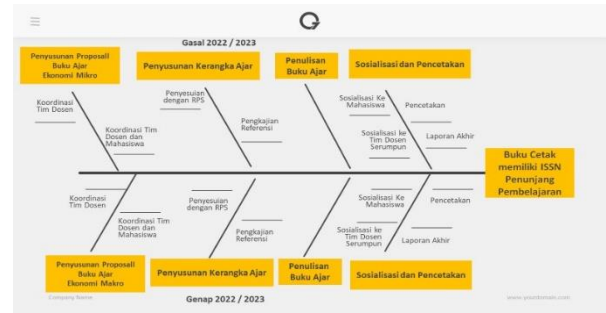 Gasal 2022 / 2023
Penyusunan Proposall
Buku Ajar
Ekonomi Mikro
Penyusunan Kerangka Ajar
Penulisan
Buku Ajar
Sosialisasi dan Pencetakan
Koordinasi
Tim Dosen
Koordinasi Tim
Dosen dan
Mahasiswa
Penyesuian
dengan RPS
Pengkajian
Referensi
Sosialisasi Ke
Mahasiswa
Sosialisasi ke
Tim Dosen
Serumpun
Pencetakan
Laporan Akhir
Buku Cetak
memiliki ISSN
Penunjang
Pembelajaran
Koordinasi
Tim Dosen
Koordinasi Tim
Dosen dan
Mahasiswa
Penyesuian
dengan RPS
Pengkajian
Referensi
Sosialisasi Ke
Mahasiswa
Sosialisasi ke
Tim Dosen
Serumpun
Pencetakan
Laporan Akhir
Penyusunan Proposall
Buku Ajar
Ekonomi Makro
Penyusunan Kerangka Ajar
Penulisan
Buku Ajar
Sosialisasi dan Pencetakan
Company Name
Genap 2022 / 2023
www.yourdomain.com